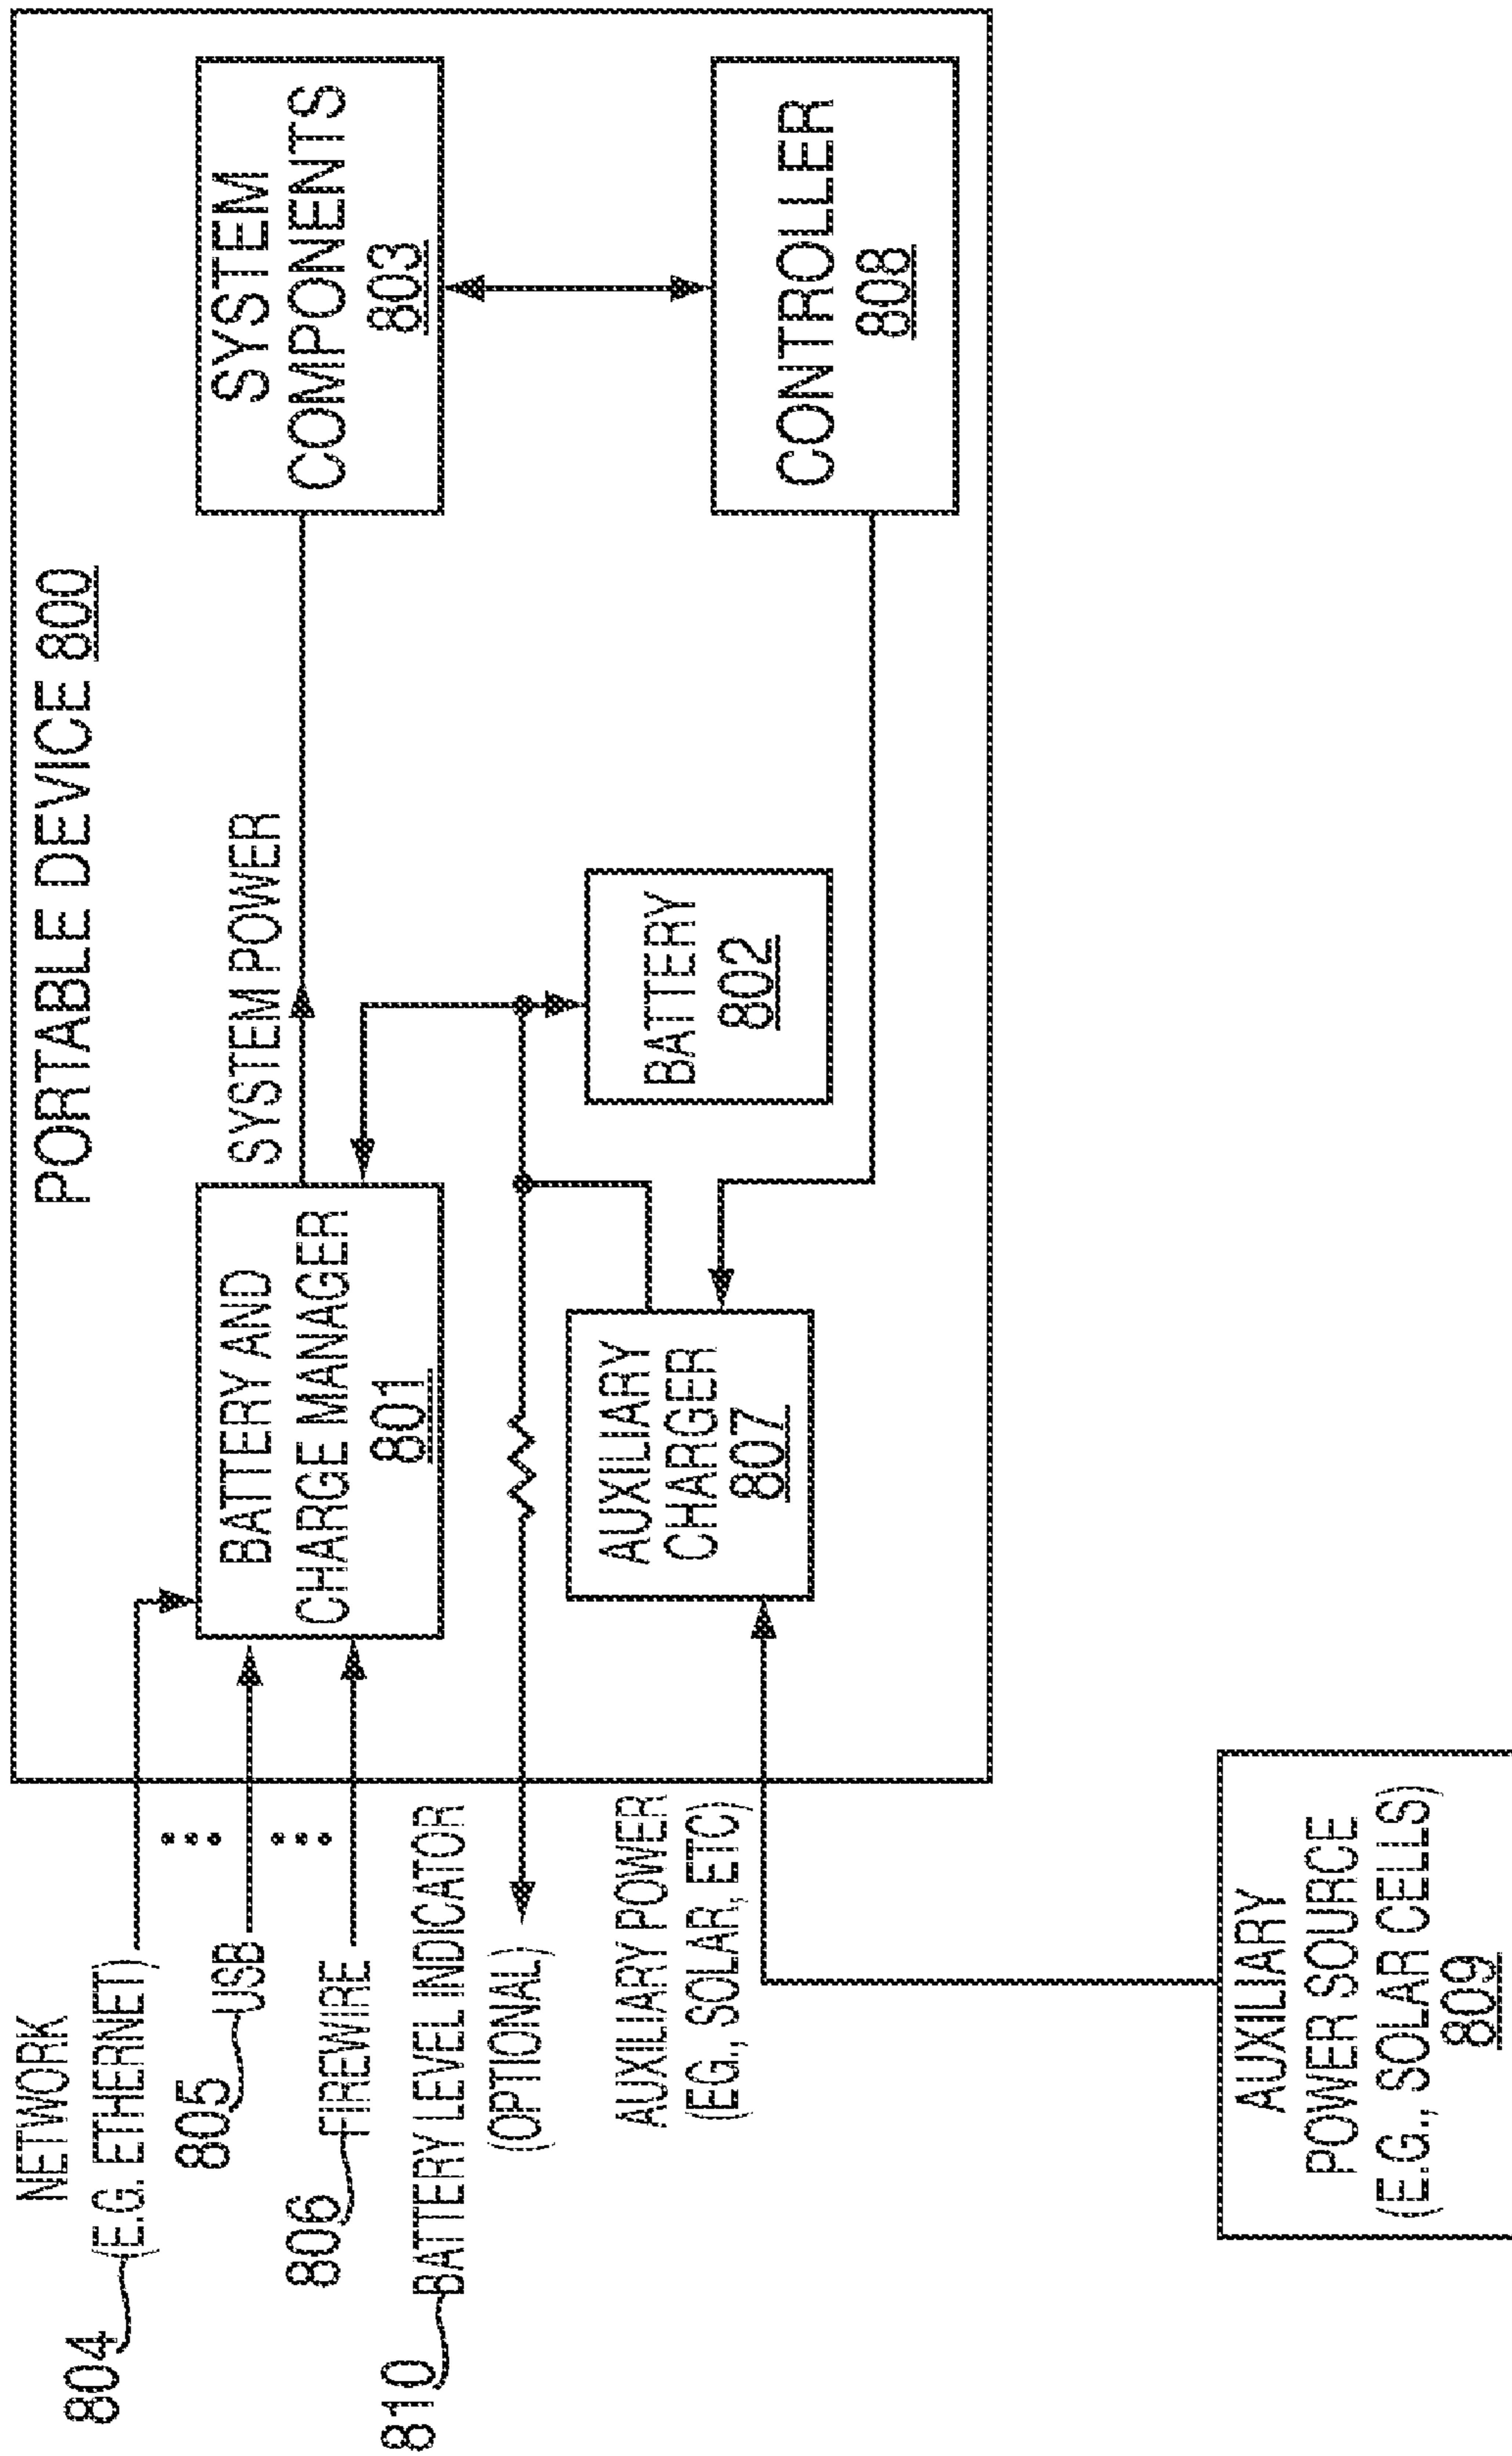 PORTABLE DEVICE 800
NETWORK
(E.G. ETHERNET)
804
805
USB
806
FIREWIRE
810
BATTERY LEVEL INDICATOR
(OPTIONAL)
AUXILIARY POWER
(EG., SOLAR, ETC)
BATTERY AND
CHARGE MANAGER
801
SYSTEM POWER
SYSTEM
COMPONENTS
803
AUXILIARY
CHARGER
807
BATTERY
802
CONTROLLER
808
AUXILIARY
POWER SOURCE
(E.G., SOLAR CELLS)
809